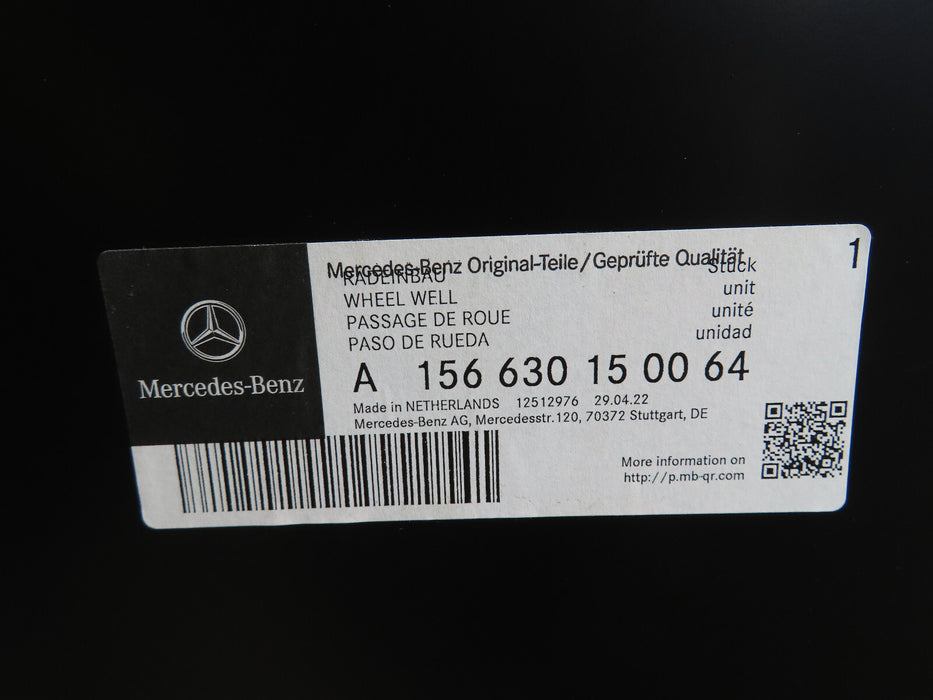 Mercedes-Benz
Mercedes-Benz Original-Teile/Geprüfte Qualität
1
RADEINBAU Stück
WHEEL WELL unit
PASSAGE DE ROUE unité
PASO DE RUEDA unidad
A 156 630 15 00 64
Made in NETHERLANDS 12512976 29.04.22
Mercedes-Benz AG, Mercedesstr.120, 70372 Stuttgart, DE
More information on
http://p.mb-qr.com